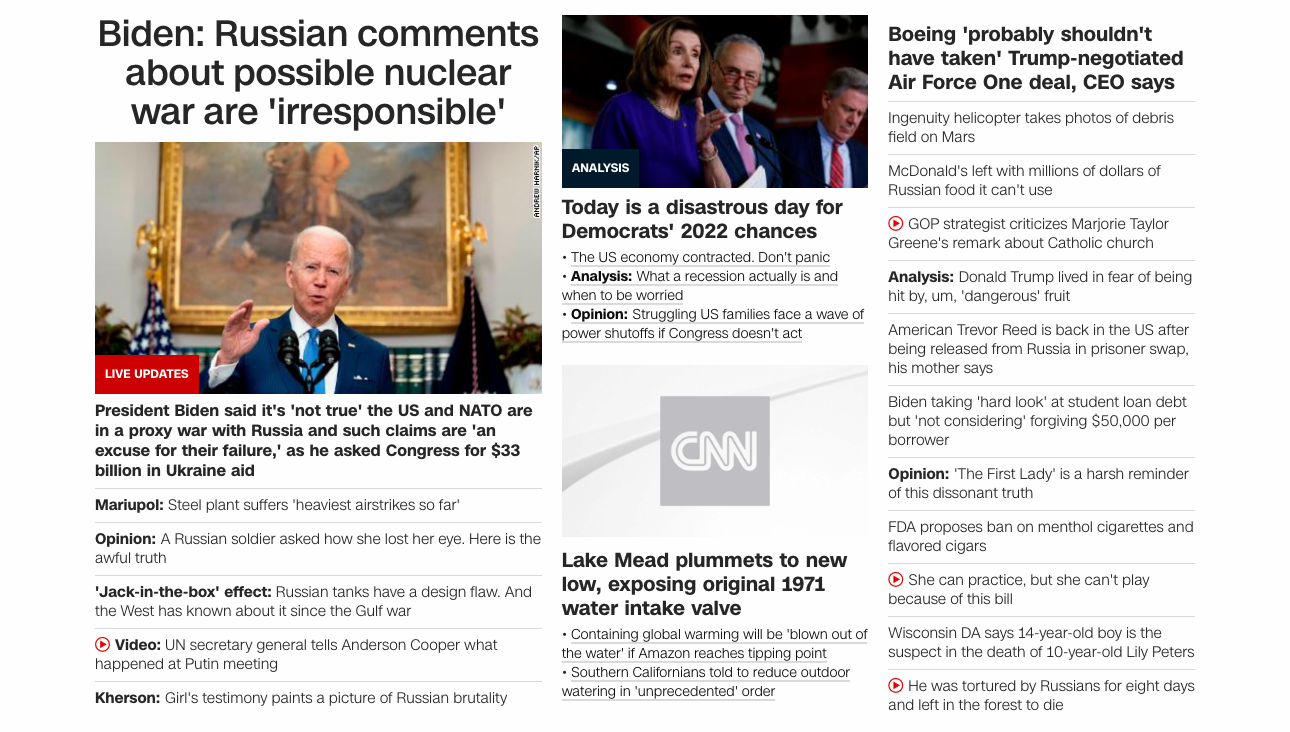 Biden: Russian comments
about possible nuclear
war are 'irresponsible'
ANDREW HARNIK/AP
LIVE UPDATES
President Biden said it's 'not true' the US and NATO are
in a proxy war with Russia and such claims are 'an
excuse for their failure,' as he asked Congress for $33
billion in Ukraine aid
Mariupol: Steel plant suffers 'heaviest airstrikes so far'
Opinion: A Russian soldier asked how she lost her eye. Here is the
awful truth
'Jack-in-the-box' effect: Russian tanks have a design flaw. And
the West has known about it since the Gulf war
Video: UN secretary general tells Anderson Cooper what
happened at Putin meeting
Kherson: Girl's testimony paints a picture of Russian brutality
ANALYSIS
Today is a disastrous day for
Democrats' 2022 chances
• The US economy contracted. Don't panic
• Analysis: What a recession actually is and
when to be worried
• Opinion: Struggling US families face a wave of
power shutoffs if Congress doesn't act
CNN
Lake Mead plummets to new
low, exposing original 1971
water intake valve
• Containing global warming will be 'blown out of
the water' if Amazon reaches tipping point
• Southern Californians told to reduce outdoor
watering in 'unprecedented' order
Boeing 'probably shouldn't
have taken' Trump-negotiated
Air Force One deal, CEO says
Ingenuity helicopter takes photos of debris
field on Mars
McDonald's left with millions of dollars of
Russian food it can't use
GOP strategist criticizes Marjorie Taylor
Greene's remark about Catholic church
Analysis: Donald Trump lived in fear of being
hit by, um, 'dangerous' fruit
American Trevor Reed is back in the US after
being released from Russia in prisoner swap,
his mother says
Biden taking 'hard look' at student loan debt
but 'not considering' forgiving $50,000 per
borrower
Opinion: 'The First Lady' is a harsh reminder
of this dissonant truth
FDA proposes ban on menthol cigarettes and
flavored cigars
She can practice, but she can't play
because of this bill
Wisconsin DA says 14-year-old boy is the
suspect in the death of 10-year-old Lily Peters
He was tortured by Russians for eight days
and left in the forest to die